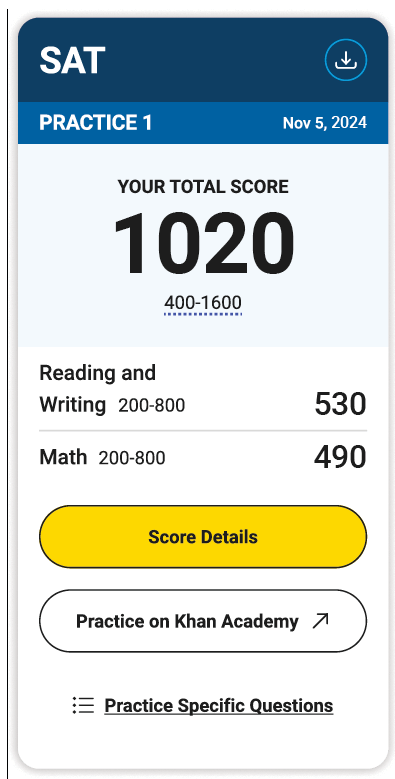 SAT
PRACTICE 1 Nov 5, 2024
YOUR TOTAL SCORE
1020
400-1600
Reading and
Writing 200-800 530
Math 200-800 490
Score Details
Practice on Khan Academy
Practice Specific Questions